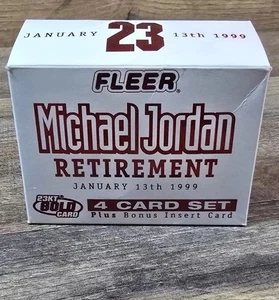 JANUARY 23 13th 1999
FLEER
Michael Jordan
RETIREMENT
JANUARY 13th 1999
23KT
BOLD
CARD
4 CARD SET
Plus Bonus Insert Card